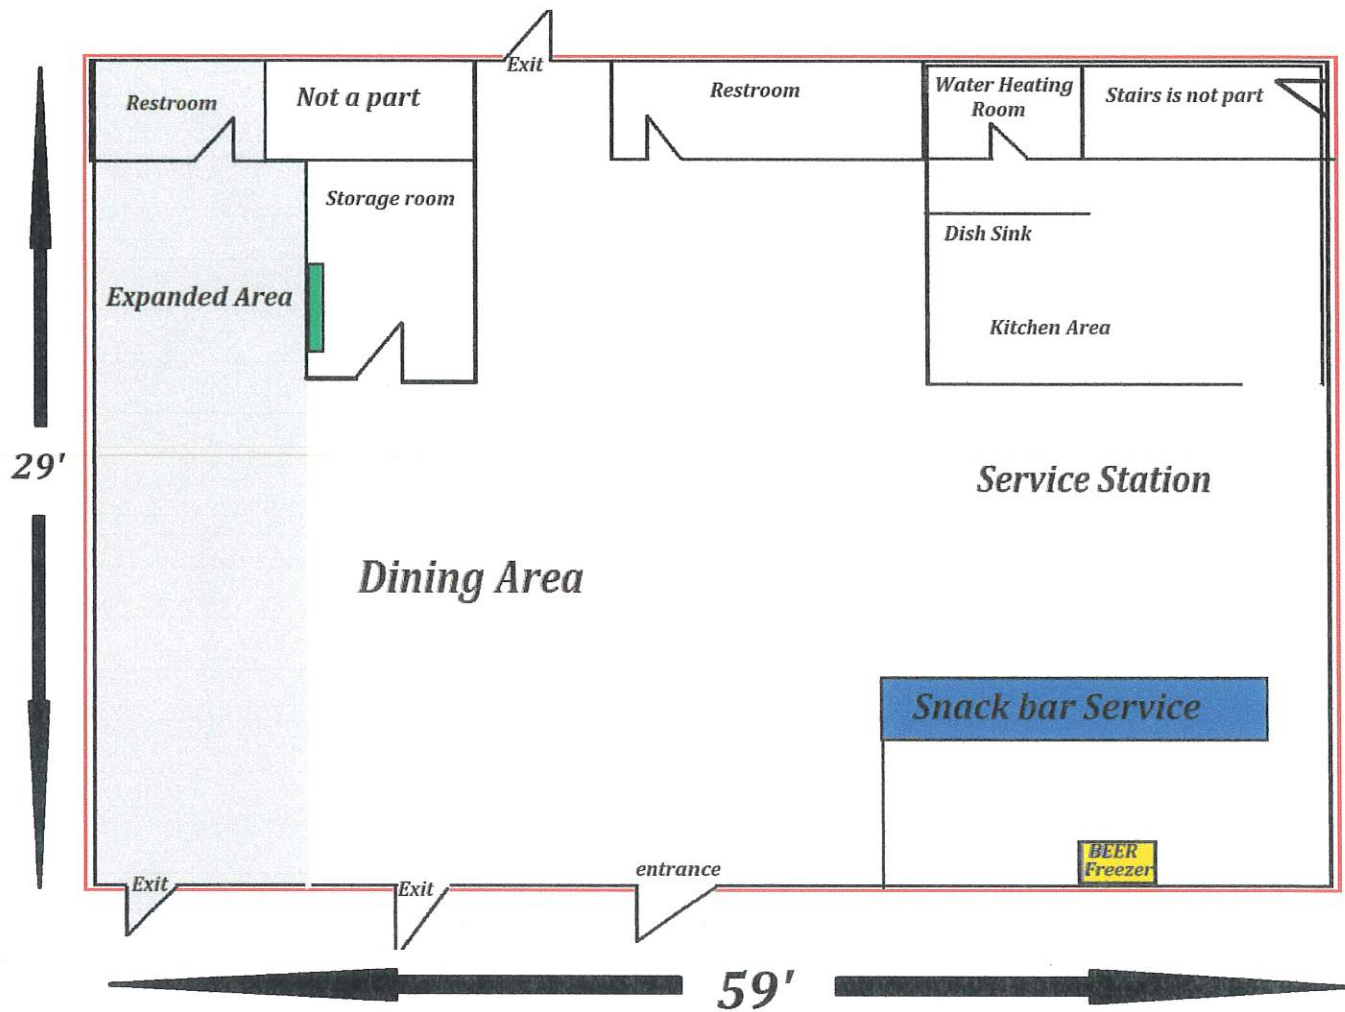 Exit
Restroom
Not a part
Restroom
Water Heating
Room
Stairs is not part
Storage room
Dish Sink
Expanded Area
Kitchen Area
29'
Service Station
Dining Area
Snack bar Service
BEER
Freezer
entrance
Exit
Exit
59'